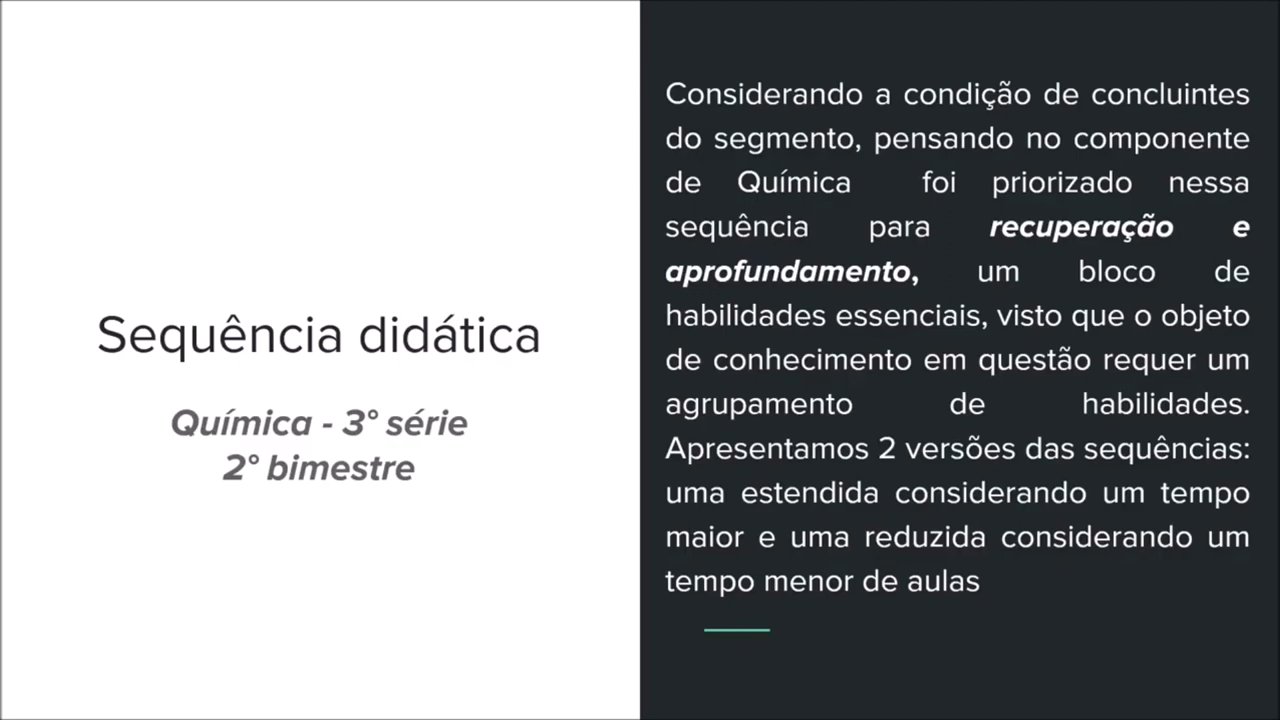 Sequência didática
Química - 3° série
2° bimestre
Considerando a condição de concluintes
do segmento, pensando no componente
de Química foi priorizado nessa
sequência para recuperação e
aprofundamento, um bloco de
habilidades essenciais, visto que o objeto
de conhecimento em questão requer um
agrupamento de habilidades.
Apresentamos 2 versões das sequências:
uma estendida considerando um tempo
maior e uma reduzida considerando um
tempo menor de aulas